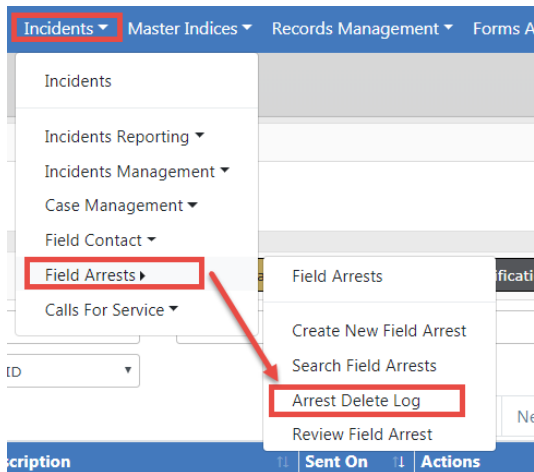 Incidents Master Indices Records Management Forms A
Incidents
Incidents Reporting
Incidents Management
Case Management
Field Contact
Field Arrests
Calls For Service
ificati
Field Arrests
Create New Field Arrest
Search Field Arrests
Arrest Delete Log
Review Field Arrest
ID
Ne
cription Sent On Actions